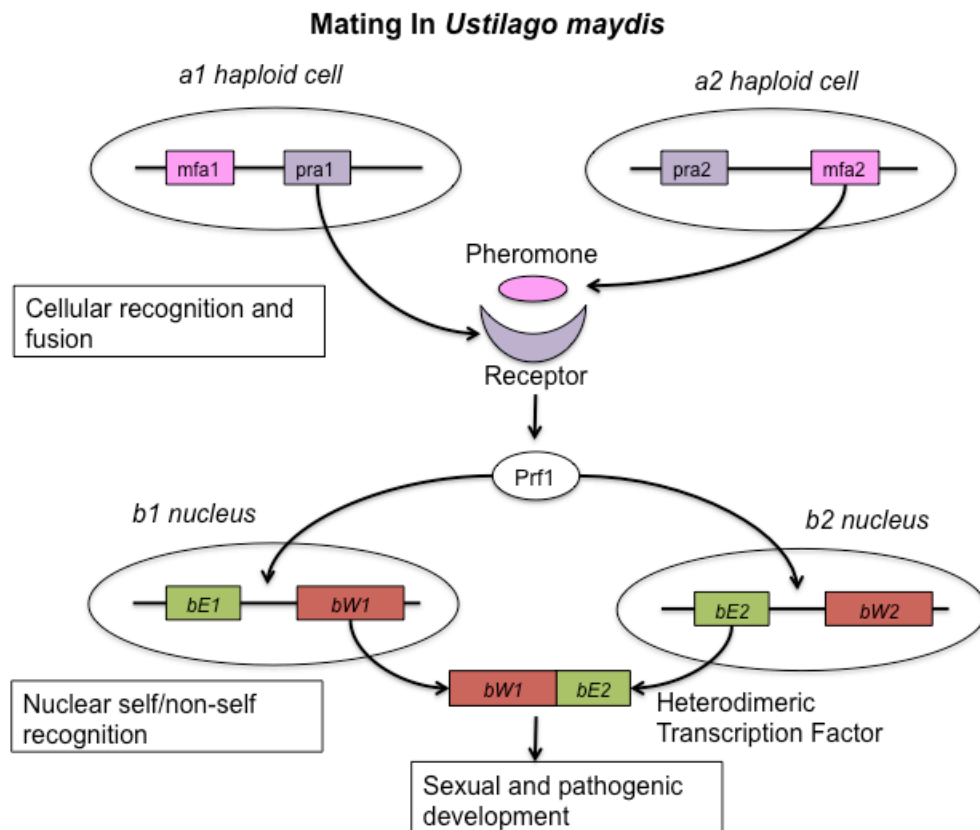 Mating In Ustilago maydis
a1 haploid cell
a2 haploid cell
mfa1
pra1
pra2
mfa2
Pheromone
Cellular recognition and
fusion
Receptor
Prf1
b1 nucleus
b2 nucleus
bE1
bW1
bE2
bW2
Nuclear self/non-self
recognition
bW1
bE2
Heterodimeric
Transcription Factor
Sexual and pathogenic
development